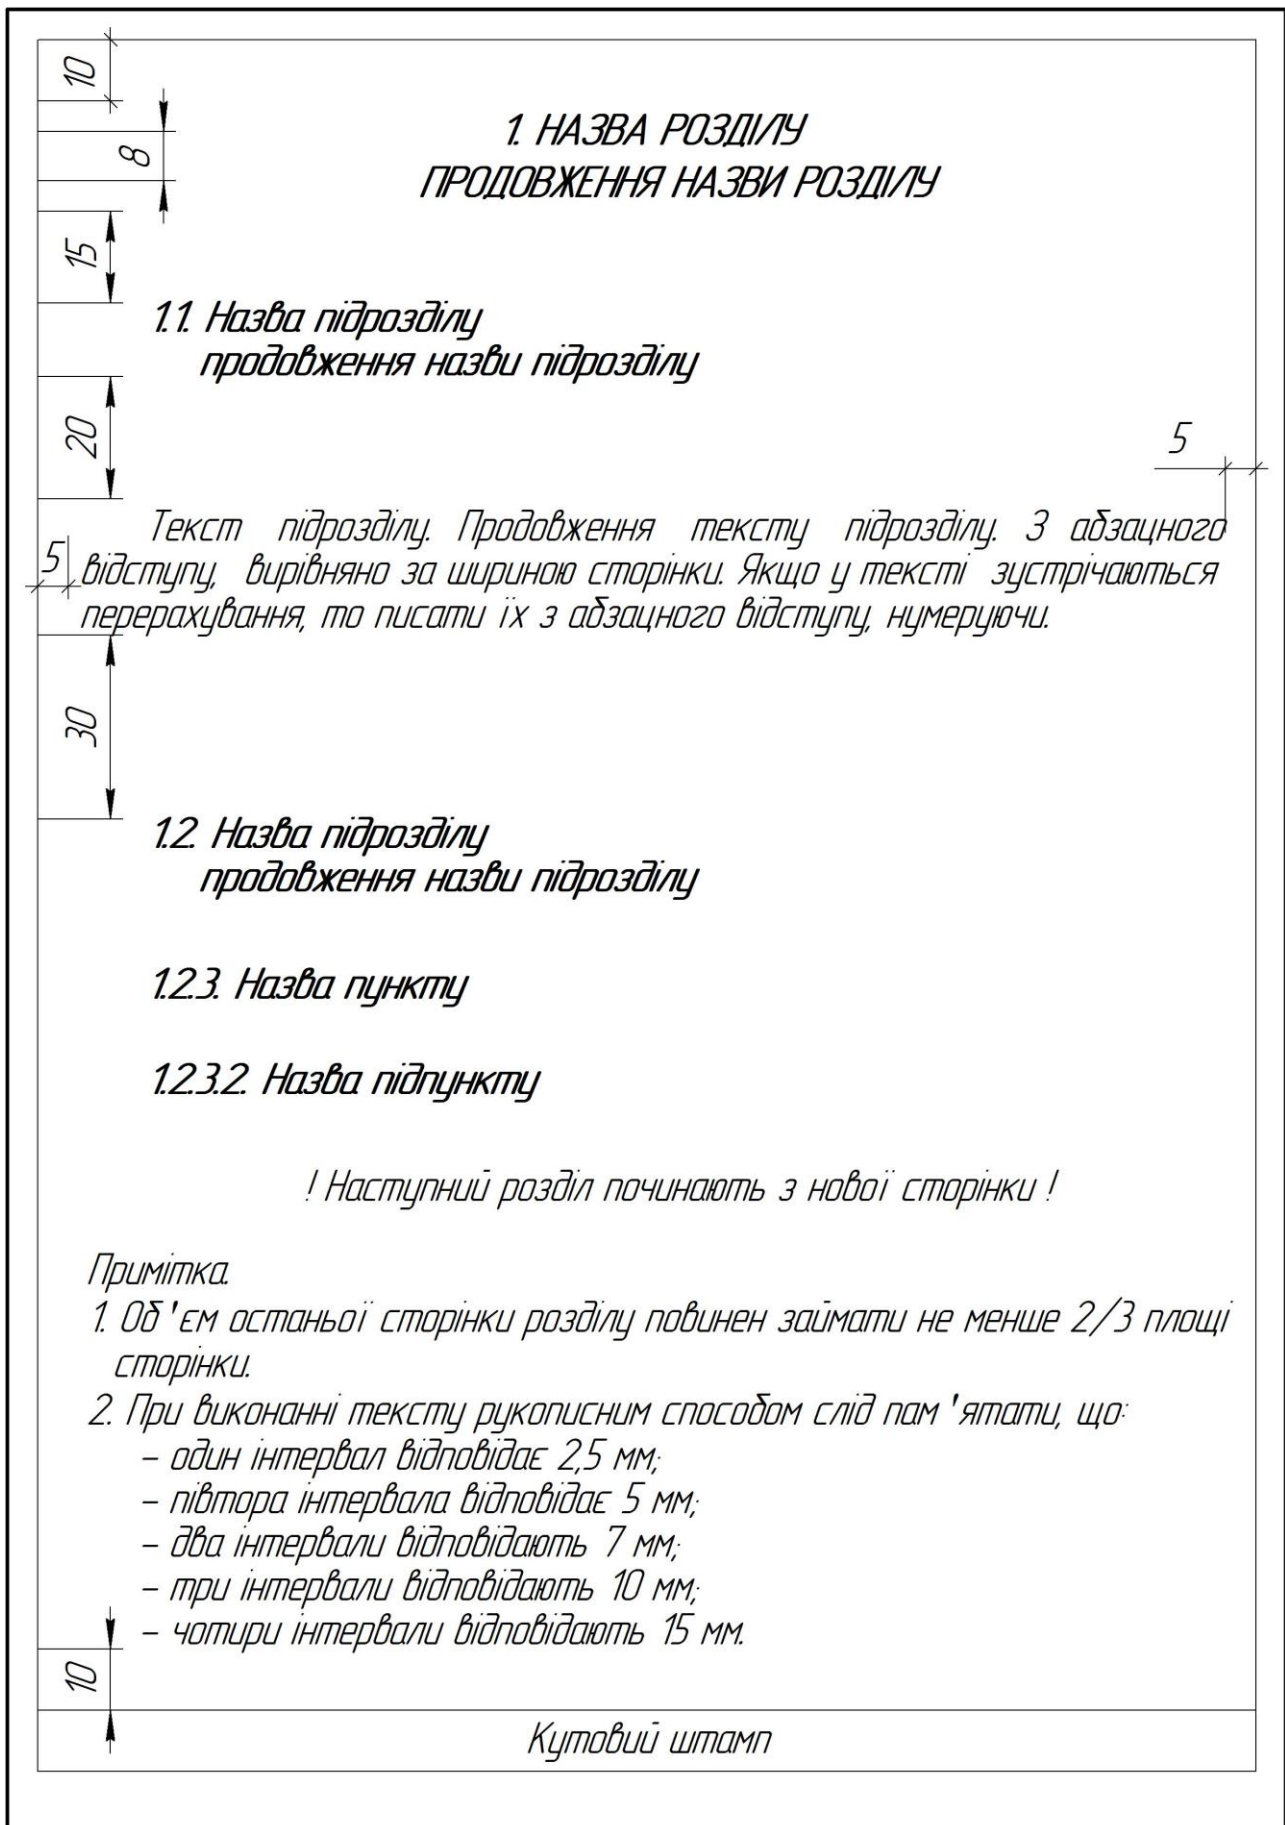 10
1. НАЗВА РОЗДІЛУ
8
ПРОДОВЖЕННЯ НАЗВИ РОЗДІЛУ
15
1.1. Назва підрозділу
продовження назви підрозділу
20
5
Текст підрозділу. Продовження тексту підрозділу. З абзацного
5 відступу, вирівняно за шириною сторінки. Якщо у тексті зустрічаються
перерахування, то писати їх з абзацного відступу, нумеруючи.
30
1.2. Назва підрозділу
продовження назви підрозділу
1.2.3. Назва пункту
1.2.3.2. Назва підпункту
! Наступний розділ починають з нової сторінки !
Примітка.
1. Об'єм останьої сторінки розділу повинен займати не менше 2/3 площі
сторінки.
2. При виконанні тексту рукописним способом слід пам'ятати, що:
- один інтервал відповідає 2,5 мм;
- півтора інтервала відповідає 5 мм;
- два інтервали відповідають 7 мм;
- три інтервали відповідають 10 мм;
- чотири інтервали відповідають 15 мм.
10
Кутовий штамп